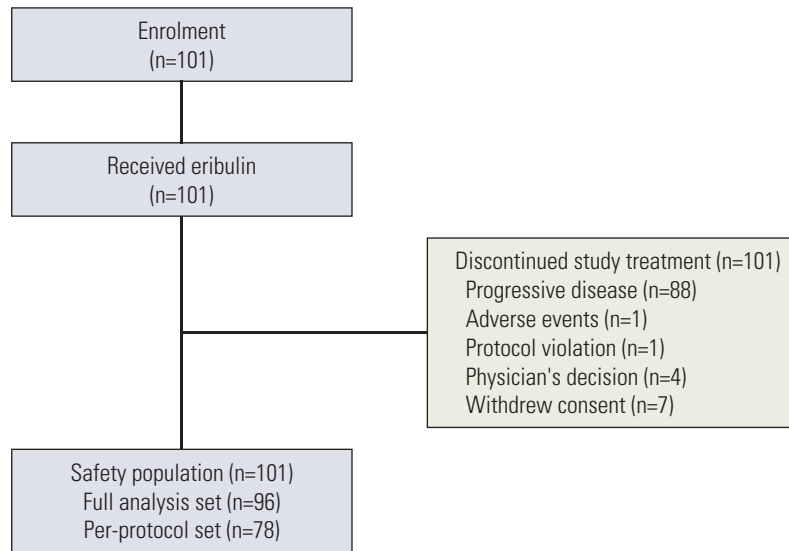 Enrolment
(n=101)
Received eribulin
(n=101)
Discontinued study treatment (n=101)
Progressive disease (n=88)
Adverse events (n=1)
Protocol violation (n=1)
Physician's decision (n=4)
Withdrew consent (n=7)
Safety population (n=101)
Full analysis set (n=96)
Per-protocol set (n=78)